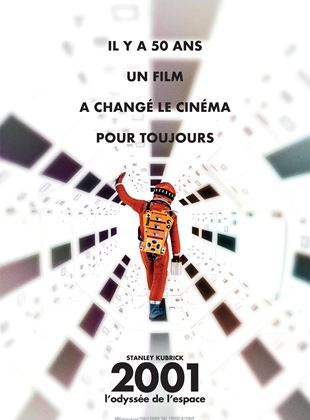 IL Y A 50 ANS
UN FILM
A CHANGÉ LE CINÉMA
POUR TOUJOURS
STANLEY KUBRICK
2001
l'odyssée de l'espace